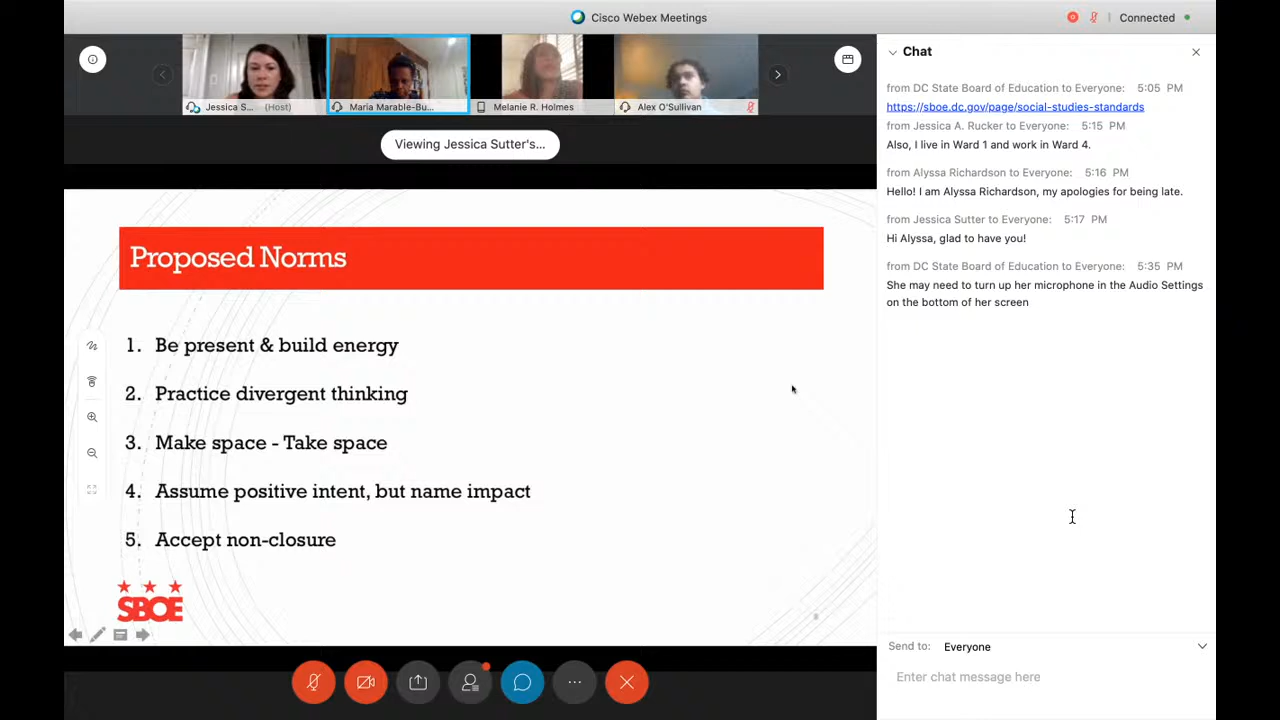 Cisco Webex Meetings
Connected
Jessica S... (Host)
Maria Marable-Bu...
Melanie R. Holmes
Alex O'Sullivan
Viewing Jessica Sutter's...
Proposed Norms
1. Be present & build energy
2. Practice divergent thinking
3. Make space - Take space
4. Assume positive intent, but name impact
5. Accept non-closure
SBOE
Chat
from DC State Board of Education to Everyone: 5:05 PM
https://sboe.dc.gov/page/social-studies-standards
from Jessica A. Rucker to Everyone: 5:15 PM
Also, I live in Ward 1 and work in Ward 4.
from Alyssa Richardson to Everyone: 5:16 PM
Hello! I am Alyssa Richardson, my apologies for being late.
from Jessica Sutter to Everyone: 5:17 PM
Hi Alyssa, glad to have you!
from DC State Board of Education to Everyone: 5:35 PM
She may need to turn up her microphone in the Audio Settings
on the bottom of her screen
Send to: Everyone
Enter chat message here